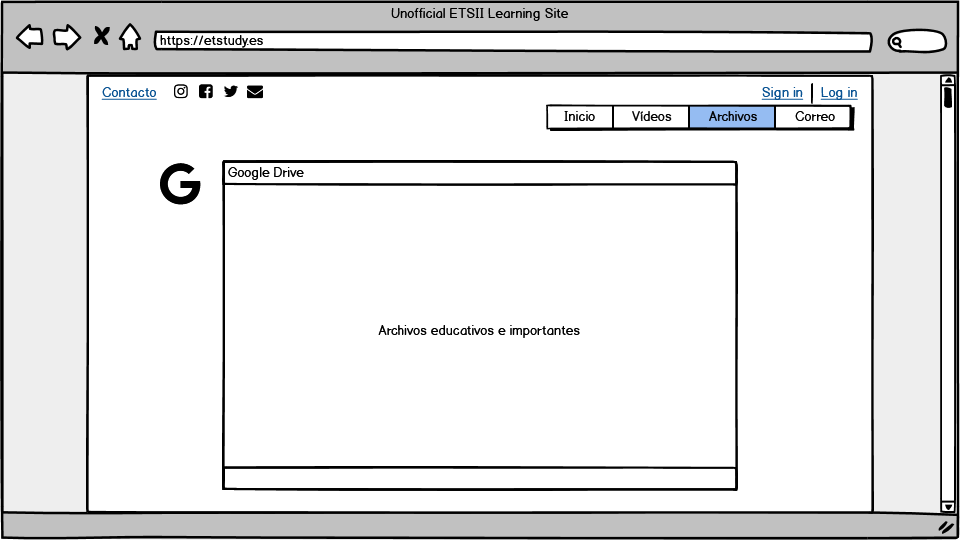 Unofficial ETSII Learning Site
https://etstudy.es
Contacto
Sign in
Log in
Inicio
Vídeos
Archivos
Correo
G
Google Drive
Archivos educativos e importantes